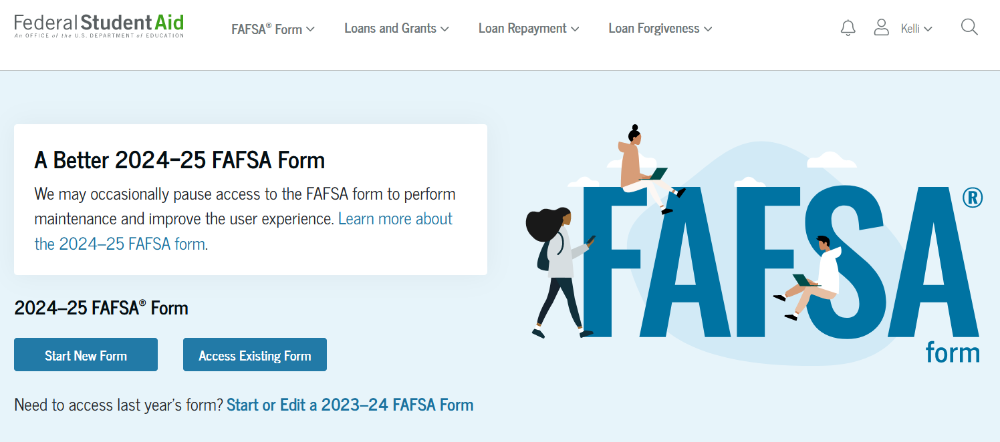 Federal Student Aid
An OFFICE of the U.S. DEPARTMENT of EDUCATION
FAFSA® Form
Loans and Grants
Loan Repayment
Loan Forgiveness
Kelli
A Better 2024–25 FAFSA Form
We may occasionally pause access to the FAFSA form to perform
maintenance and improve the user experience. Learn more about
the 2024–25 FAFSA form.
2024–25 FAFSA® Form
Start New Form
Access Existing Form
Need to access last year's form? Start or Edit a 2023–24 FAFSA Form
FAFSA®
form